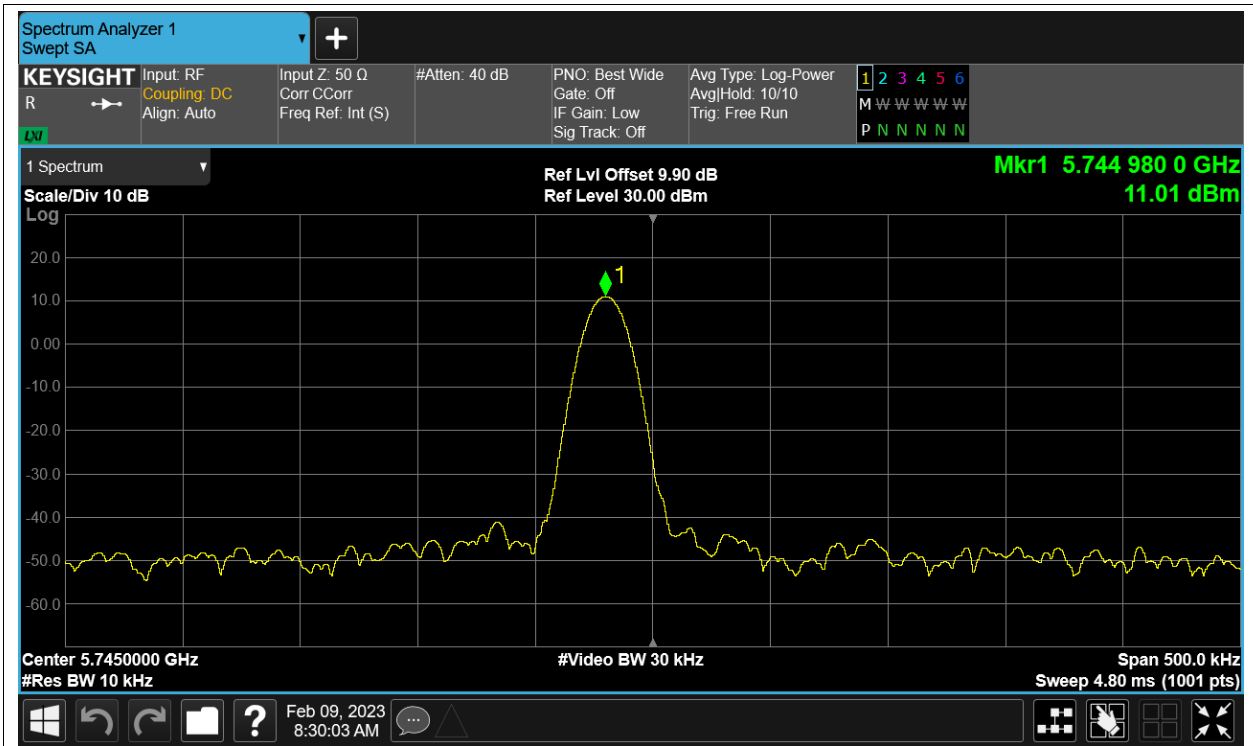 Spectrum Analyzer 1
Swept SA
▼
+
KEYSIGHT
R
LXI
Input: RF
Coupling: DC
Align: Auto
Input Z: 50 Ω
Corr CCorr
Freq Ref: Int (S)
#Atten: 40 dB
PNO: Best Wide
Gate: Off
IF Gain: Low
Sig Track: Off
Avg Type: Log-Power
Avg|Hold: 10/10
Trig: Free Run
1 2 3 4 5 6
M W W W W W
P N N N N N
1 Spectrum ▼
Scale/Div 10 dB
Ref Lvl Offset 9.90 dB
Ref Level 30.00 dBm
Mkr1 5.744 980 0 GHz
11.01 dBm
Log
20.0
10.0
0.00
-10.0
-20.0
-30.0
-40.0
-50.0
-60.0
1
Center 5.7450000 GHz
#Res BW 10 kHz
#Video BW 30 kHz
Span 500.0 kHz
Sweep 4.80 ms (1001 pts)
?
Feb 09, 2023
8:30:03 AM